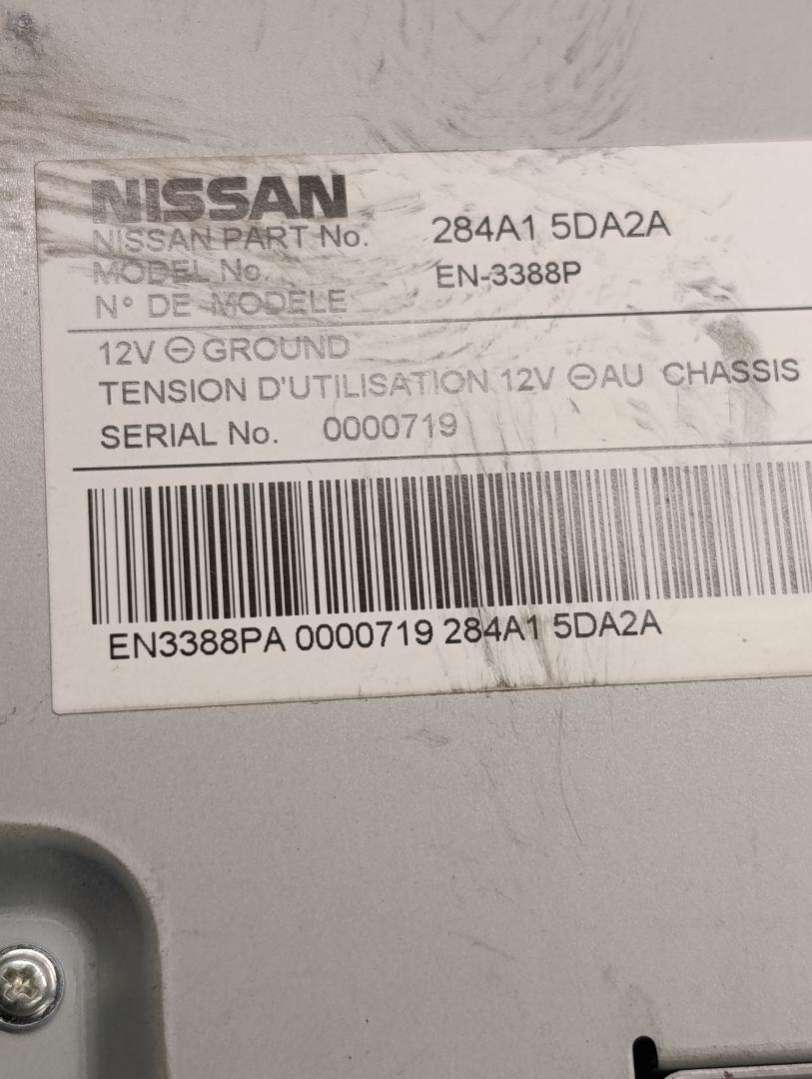 NISSAN
NISSAN PART No. 284A1 5DA2A
MODEL No. EN-3388P
N° DE MODÈLE
12V ⊖ GROUND
TENSION D'UTILISATION 12V ⊖ AU CHASSIS
SERIAL No. 0000719
EN3388PA 0000719 284A1 5DA2A